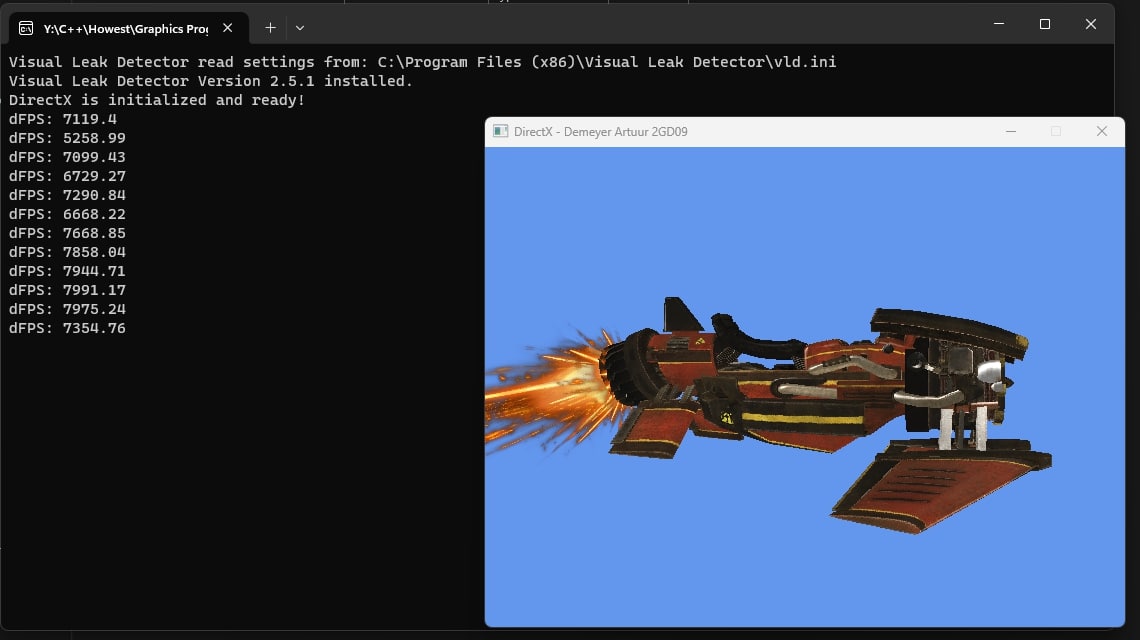 Y:\C++\Howest\Graphics Prog
Visual Leak Detector read settings from: C:\Program Files (x86)\Visual Leak Detector\vld.ini
Visual Leak Detector Version 2.5.1 installed.
DirectX is initialized and ready!
dFPS: 7119.4
dFPS: 5258.99
dFPS: 7099.43
dFPS: 6729.27
dFPS: 7290.84
dFPS: 6668.22
dFPS: 7668.85
dFPS: 7858.04
dFPS: 7944.71
dFPS: 7991.17
dFPS: 7975.24
dFPS: 7354.76
DirectX - Demeyer Artuur 2GD09